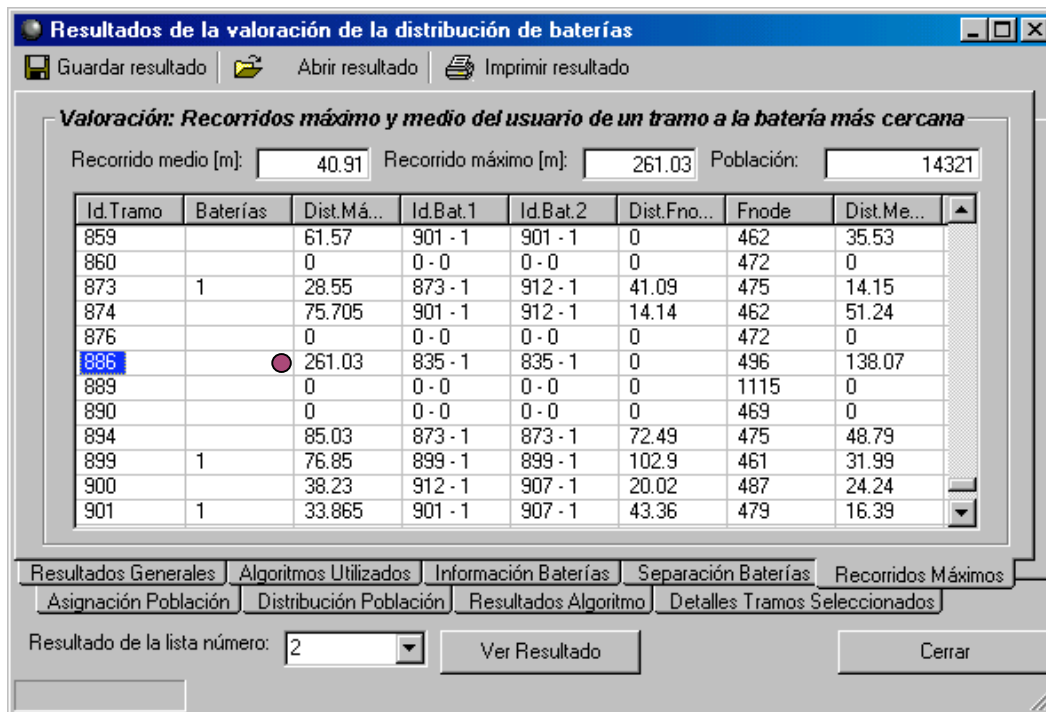 Resultados de la valoración de la distribución de baterías
Guardar resultado Abrir resultado Imprimir resultado
Valoración: Recorridos máximo y medio del usuario de un tramo a la batería más cercana
Recorrido medio [m]: 40.91 Recorrido máximo [m]: 261.03 Población: 14321
Id.Tramo Baterías Dist.Má... Id.Bat.1 Id.Bat.2 Dist.Fno... Fnode Dist.Me...
859 61.57 901 - 1 901 - 1 0 462 35.53
860 0 0 - 0 0 - 0 0 472 0
873 1 28.55 873 - 1 912 - 1 41.09 475 14.15
874 75.705 901 - 1 912 - 1 14.14 462 51.24
876 0 0 - 0 0 - 0 0 472 0
886 261.03 835 - 1 835 - 1 0 496 138.07
889 0 0 - 0 0 - 0 0 1115 0
890 0 0 - 0 0 - 0 0 469 0
894 85.03 873 - 1 873 - 1 72.49 475 48.79
899 1 76.85 899 - 1 899 - 1 102.9 461 31.99
900 38.23 912 - 1 907 - 1 20.02 487 24.24
901 1 33.865 901 - 1 907 - 1 43.36 479 16.39
Resultados Generales Algoritmos Utilizados Información Baterías Separación Baterías Recorridos Máximos
Asignación Población Distribución Población Resultados Algoritmo Detalles Tramos Seleccionados
Resultado de la lista número: 2 Ver Resultado Cerrar